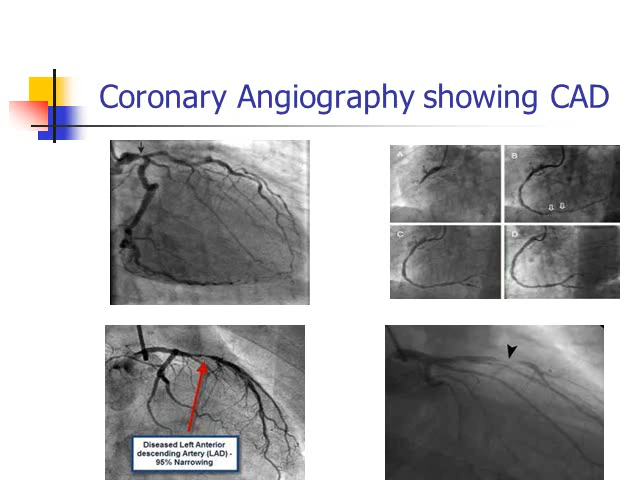 Coronary Angiography showing CAD
A
B
C
D
Diseased Left Anterior
descending Artery (LAD) -
95% Narrowing